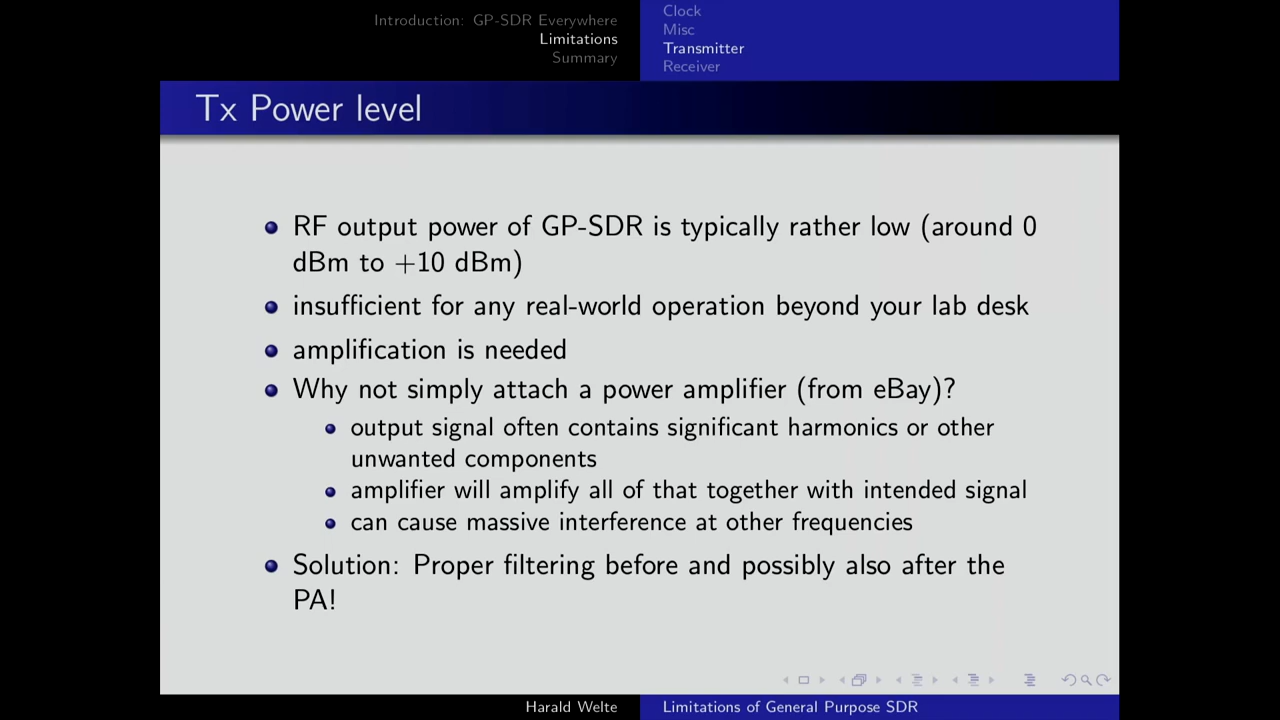 Introduction: GP-SDR Everywhere
Limitations
Summary
Clock
Misc
Transmitter
Receiver
Tx Power level
RF output power of GP-SDR is typically rather low (around 0
dBm to +10 dBm)
insufficient for any real-world operation beyond your lab desk
amplification is needed
Why not simply attach a power amplifier (from eBay)?
output signal often contains significant harmonics or other
unwanted components
amplifier will amplify all of that together with intended signal
can cause massive interference at other frequencies
Solution: Proper filtering before and possibly also after the
PA!
Harald Welte
Limitations of General Purpose SDR